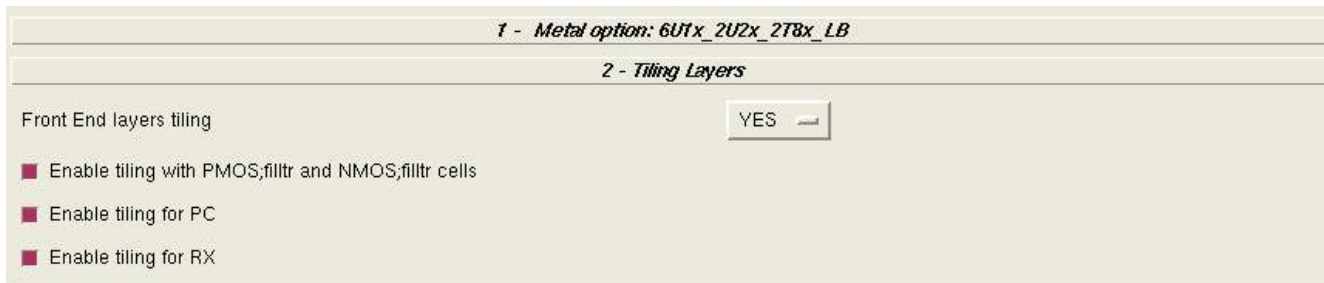 1 - Metal option: 6U1x_2U2x_2T8x_LB
2 - Tiling Layers
Front End layers tiling YES
Enable tiling with PMOS;filltr and NMOS;filltr cells
Enable tiling for PC
Enable tiling for RX